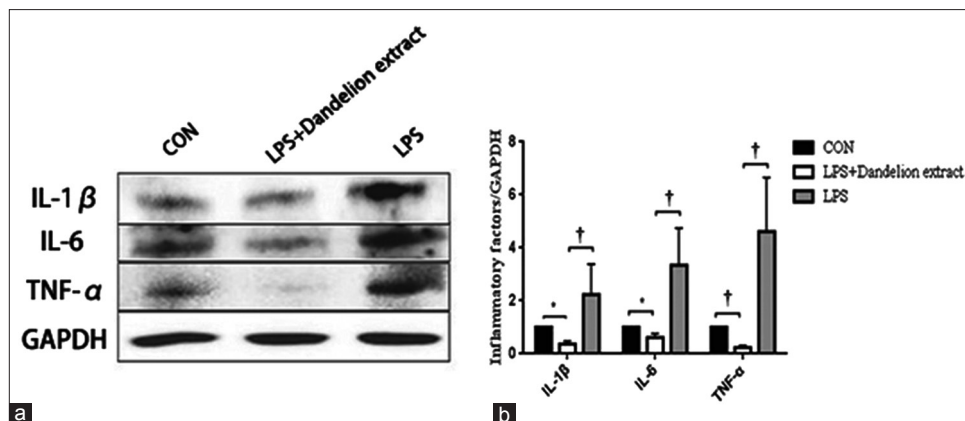 CON
LPS+Dandelion extract
LPS
IL-1β
IL-6
TNF-α
GAPDH
a
Inflammatory factors/GAPDH
8
6
4
2
0
*
†
*
†
†
†
IL-1β
IL-6
TNF-α
CON
LPS+Dandelion extract
LPS
b